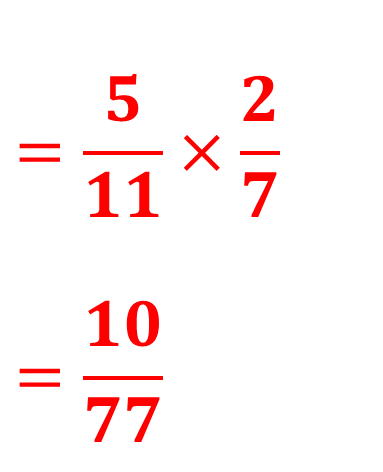 = 5/11 × 2/7
= 10/77